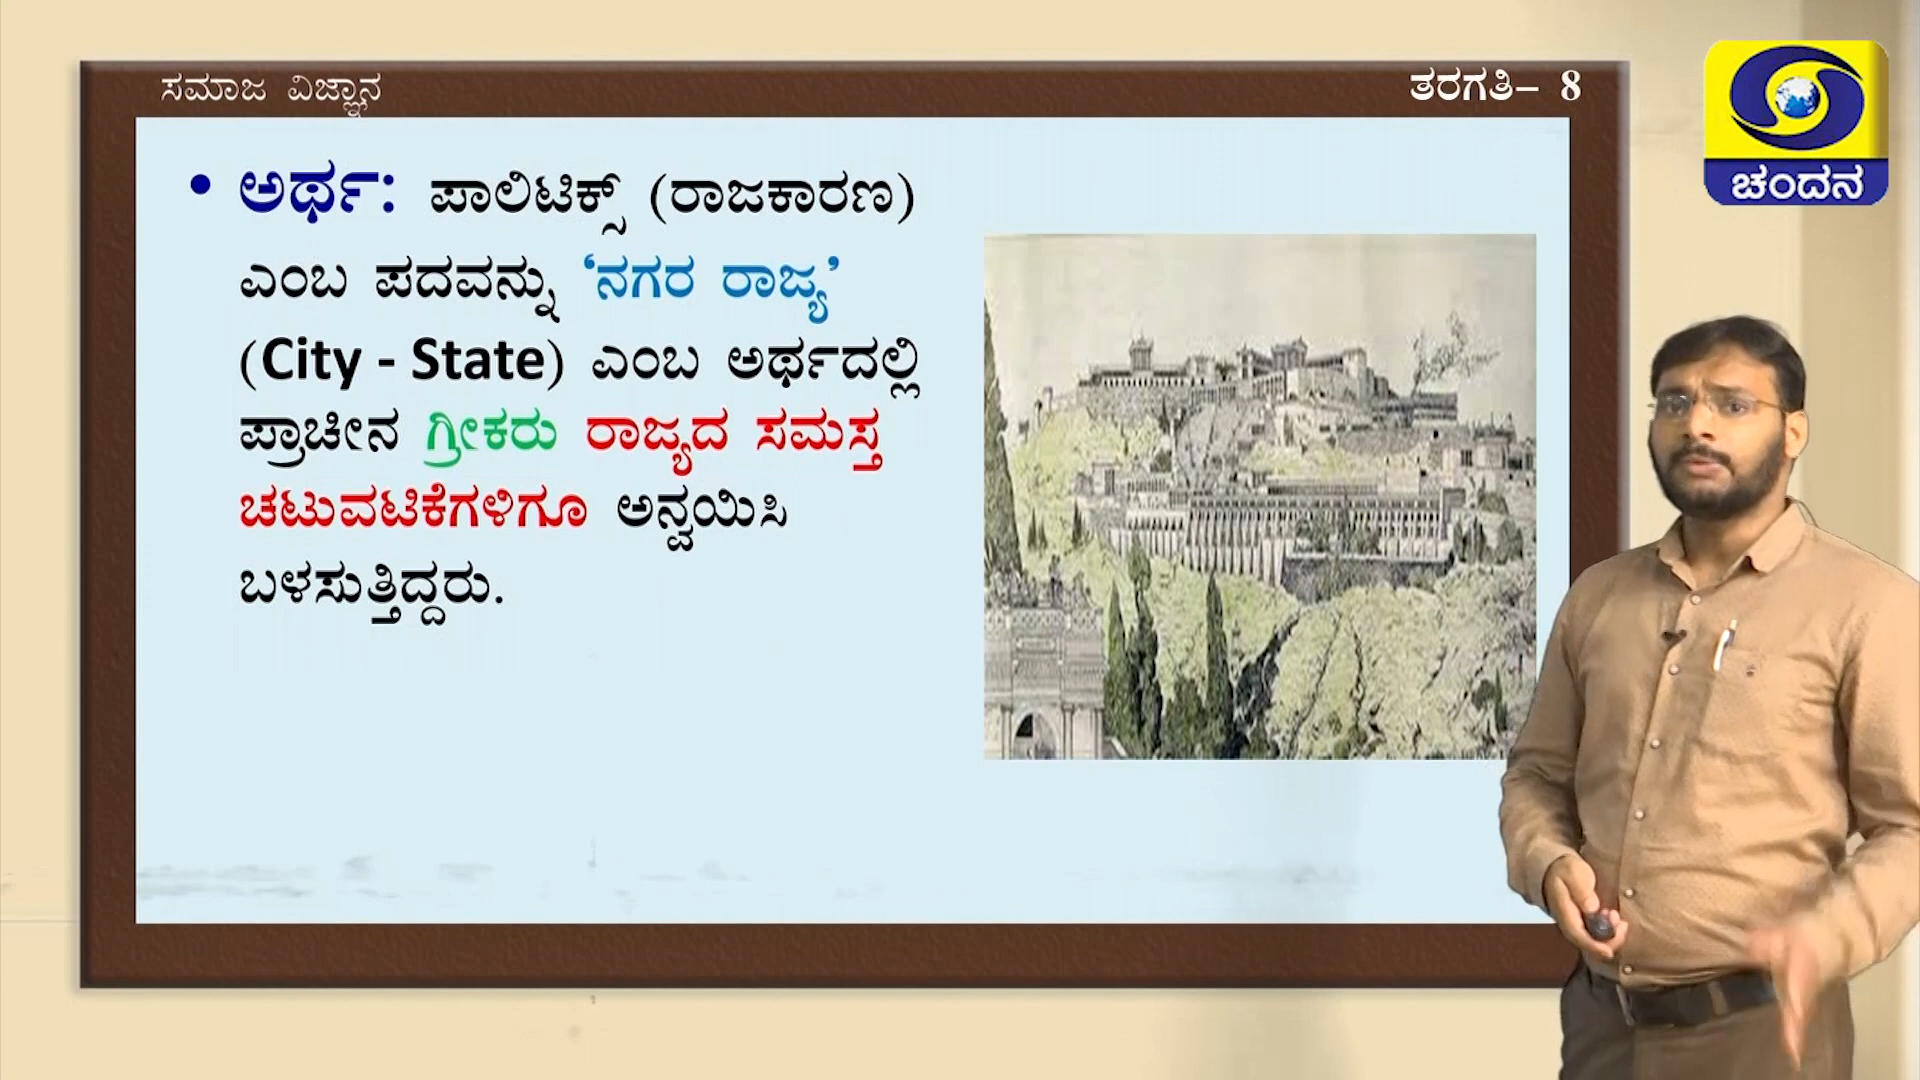 ಸಮಾಜ ವಿಜ್ಞಾನ
ತರಗತಿ– 8
ಚಂದನ
• ಅರ್ಥ: ಪಾಲಿಟಿಕ್ಸ್ (ರಾಜಕಾರಣ)
ಎಂಬ ಪದವನ್ನು ‘ನಗರ ರಾಜ್ಯ’
(City - State) ಎಂಬ ಅರ್ಥದಲ್ಲಿ
ಪ್ರಾಚೀನ ಗ್ರೀಕರು ರಾಜ್ಯದ ಸಮಸ್ತ
ಚಟುವಟಿಕೆಗಳಿಗೂ ಅನ್ವಯಿಸಿ
ಬಳಸುತ್ತಿದ್ದರು.